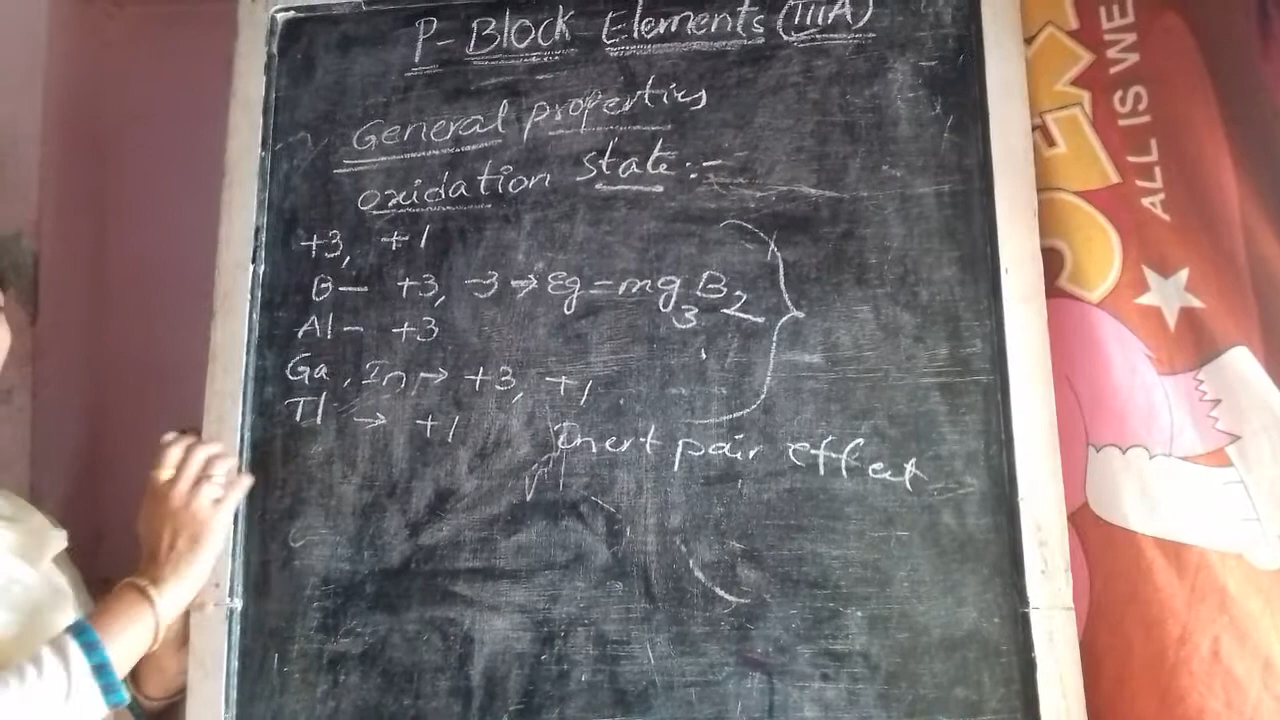 P-Block Elements (IIIA)
General properties
oxidation state:-
+3, +1
B- +3, -3 → Eg - mg3B2
Al- +3
Ga, In → +3, +1
Tl → +1
Inert pair effect
ALL IS WE